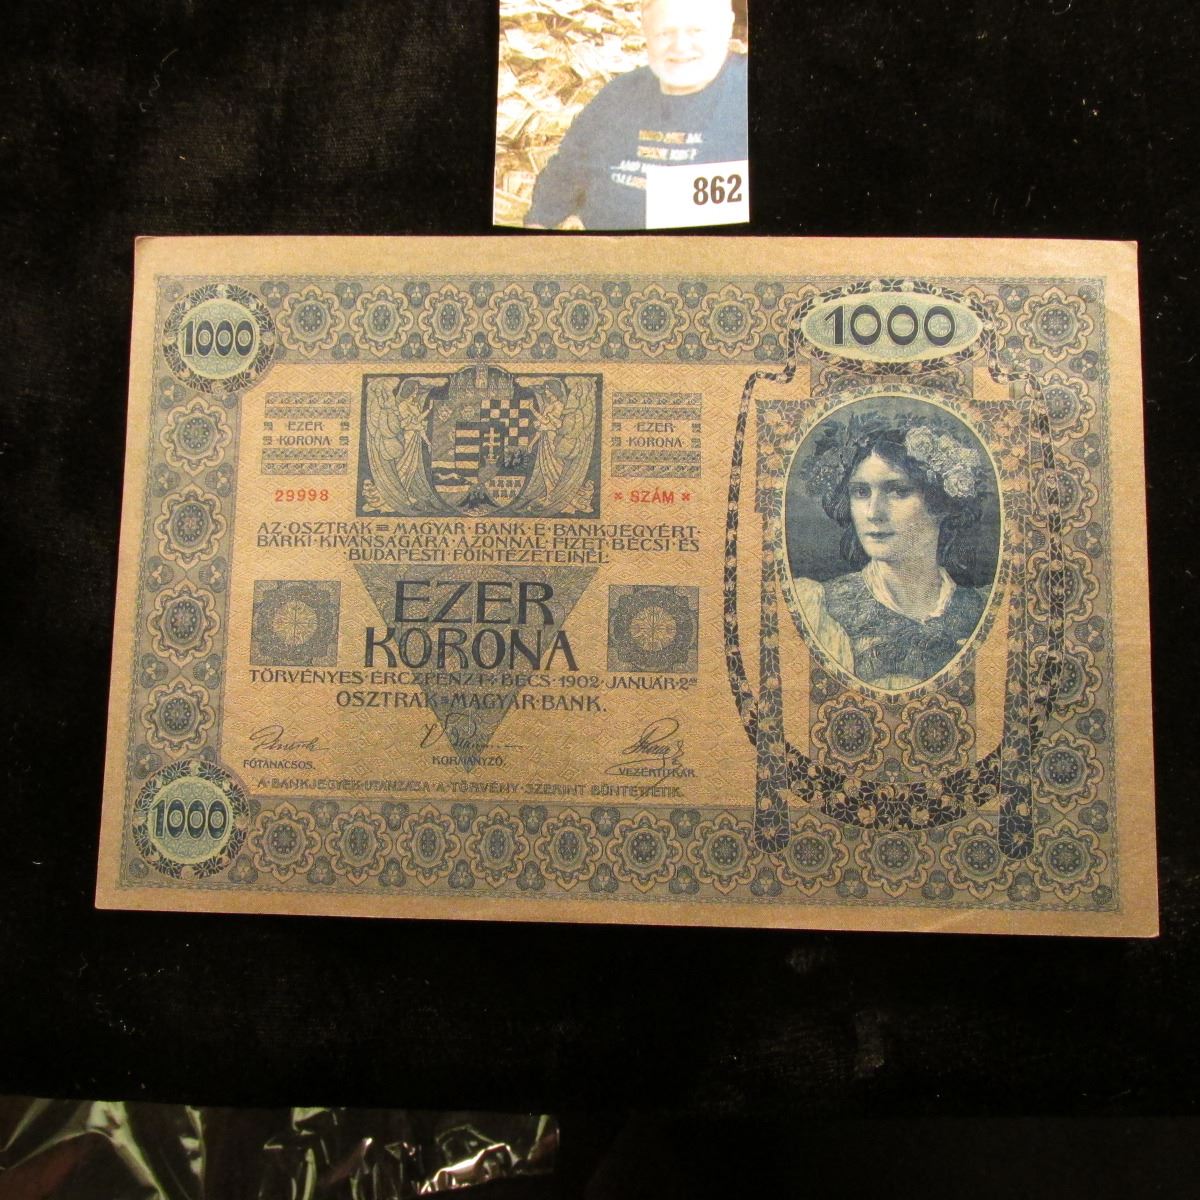 862
1000
1000
EZER
KORONA
EZER
KORONA
29998
* SZÁM *
AZ·OSZTRÁK=MAGYAR·BANK·E·BANKJEGYÉRT·
BÁRKI·KIVÁNSÁGÁRA·AZONNAL·FIZET·BÉCSI·ÉS
·BUDAPESTI FŐINTÉZETEINÉL
EZER
KORONA
TÖRVÉNYES·ÉRCZPÉNZT·BÉCS·1902·JANUÁR·2ÁN
OSZTRÁK=MAGYAR·BANK.
FŐTANÁCSOS.
KORMÁNYZÓ.
VEZÉRTITKÁR.
A·BANKJEGYEK·UTÁNZÁSA·A·TÖRVÉNY·SZERINT·BÜNTETTETIK.
1000